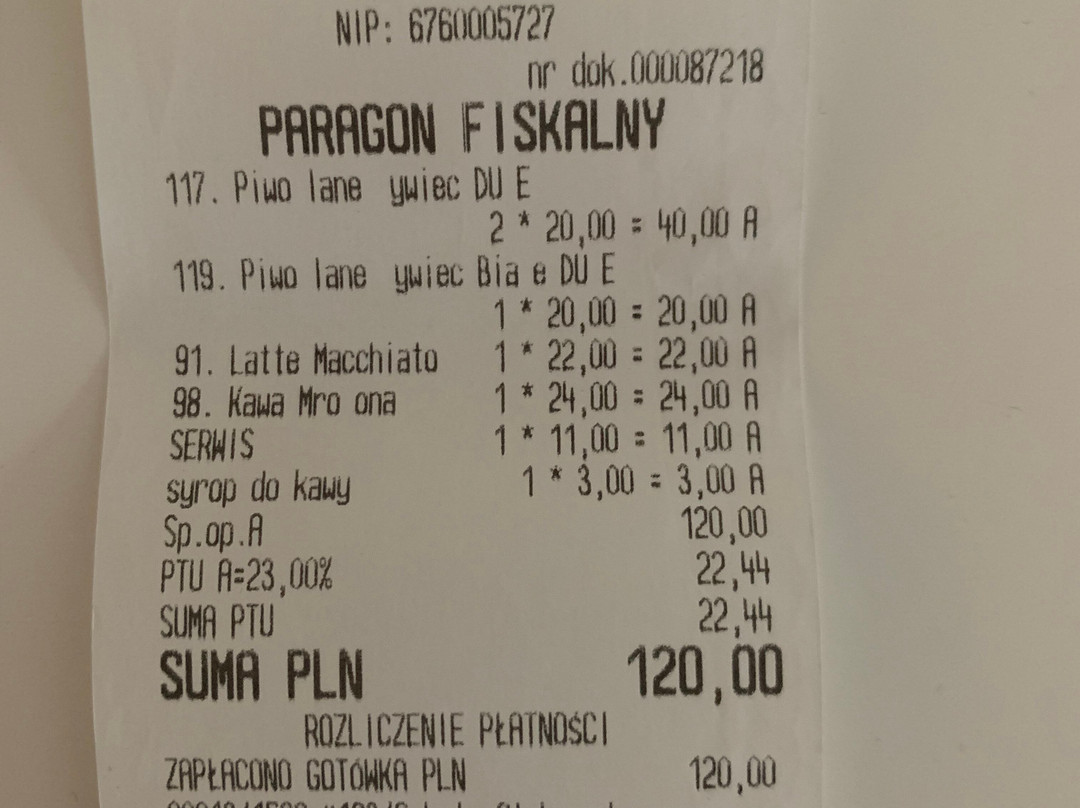 NIP: 6760005727
nr dok.000087218
PARAGON FISKALNY
117. Piwo lane ywiec DU E
2 * 20,00 = 40,00 A
119. Piwo lane ywiec Bia e DU E
1 * 20,00 = 20,00 A
91. Latte Macchiato 1 * 22,00 = 22,00 A
98. Kawa Mro ona 1 * 24,00 = 24,00 A
SERWIS 1 * 11,00 = 11,00 A
syrop do kawy 1 * 3,00 = 3,00 A
Sp.op.A 120,00
PTU A=23,00% 22,44
SUMA PTU 22,44
SUMA PLN 120,00
ROZLICZENIE PŁATNOŚCI
ZAPŁACONO GOTÓWKA PLN 120,00